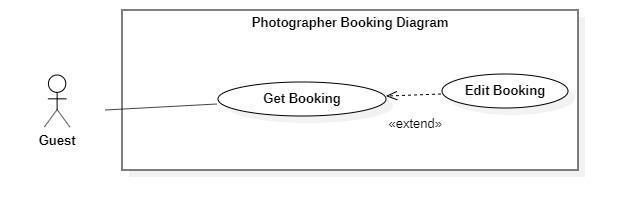 Photographer Booking Diagram
Get Booking
Edit Booking
«extend»
Guest